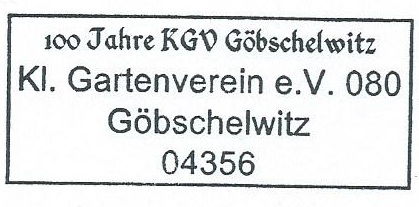 100 Jahre KGV Göbschelwitz
Kl. Gartenverein e.V. 080
Göbschelwitz
04356